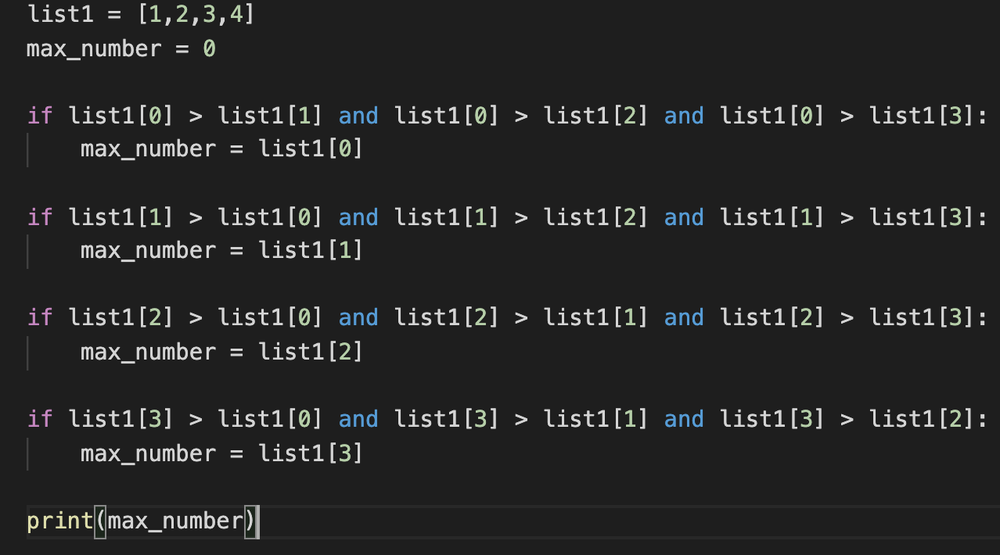 list1 = [1,2,3,4]
max_number = 0
if list1[0] > list1[1] and list1[0] > list1[2] and list1[0] > list1[3]:
    max_number = list1[0]
if list1[1] > list1[0] and list1[1] > list1[2] and list1[1] > list1[3]:
    max_number = list1[1]
if list1[2] > list1[0] and list1[2] > list1[1] and list1[2] > list1[3]:
    max_number = list1[2]
if list1[3] > list1[0] and list1[3] > list1[1] and list1[3] > list1[2]:
    max_number = list1[3]
print(max_number)